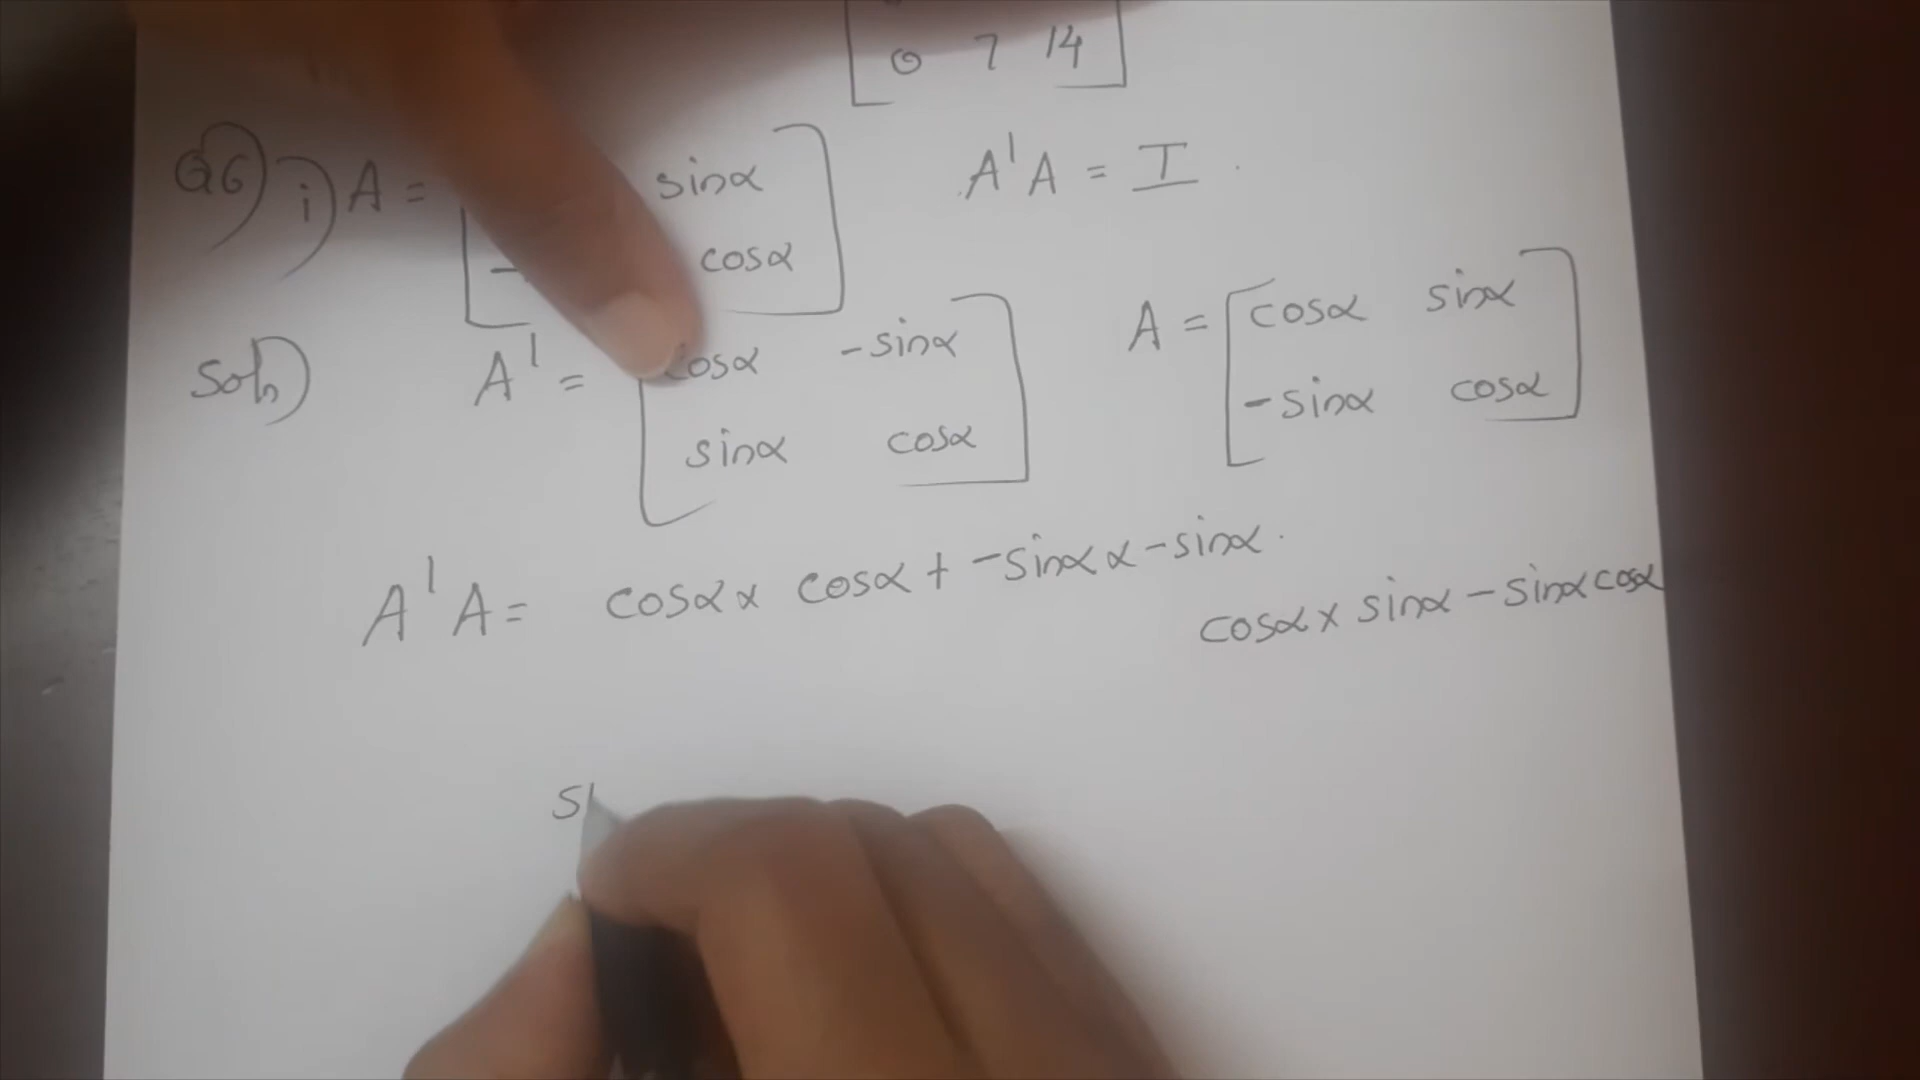 0 7 14
Q6) i) A = sinα A'A = I
- cosα
Soln) A' = cosα -sinα A = cosα sinα
sinα cosα -sinα cosα
A'A = cosα x cosα + -sinα x -sinα.
cosα x sinα - sinα cosα